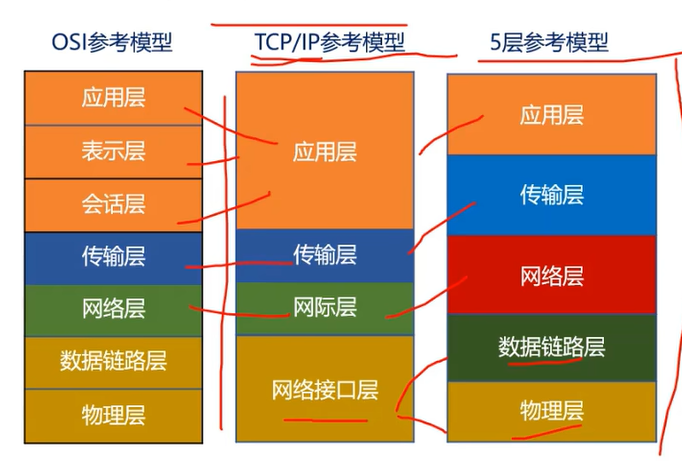 OSI参考模型
TCP/IP参考模型
5层参考模型
应用层
表示层
会话层
传输层
网络层
数据链路层
物理层
应用层
传输层
网际层
网络接口层
应用层
传输层
网络层
数据链路层
物理层